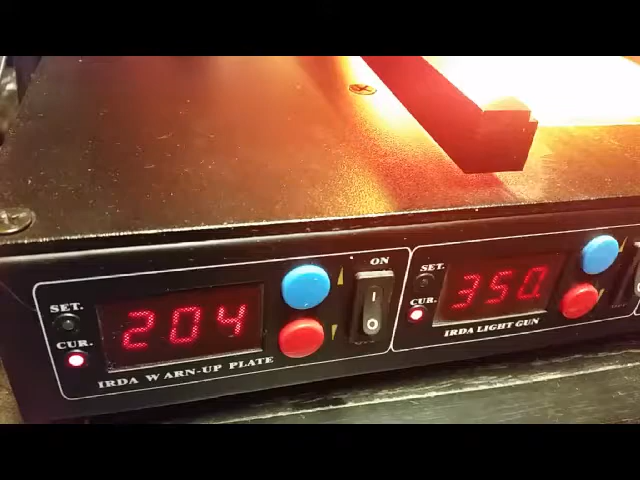 SET.
CUR.
204
IRDA WARN-UP PLATE
ON
SET.
CUR.
350.
IRDA LIGHT GUN